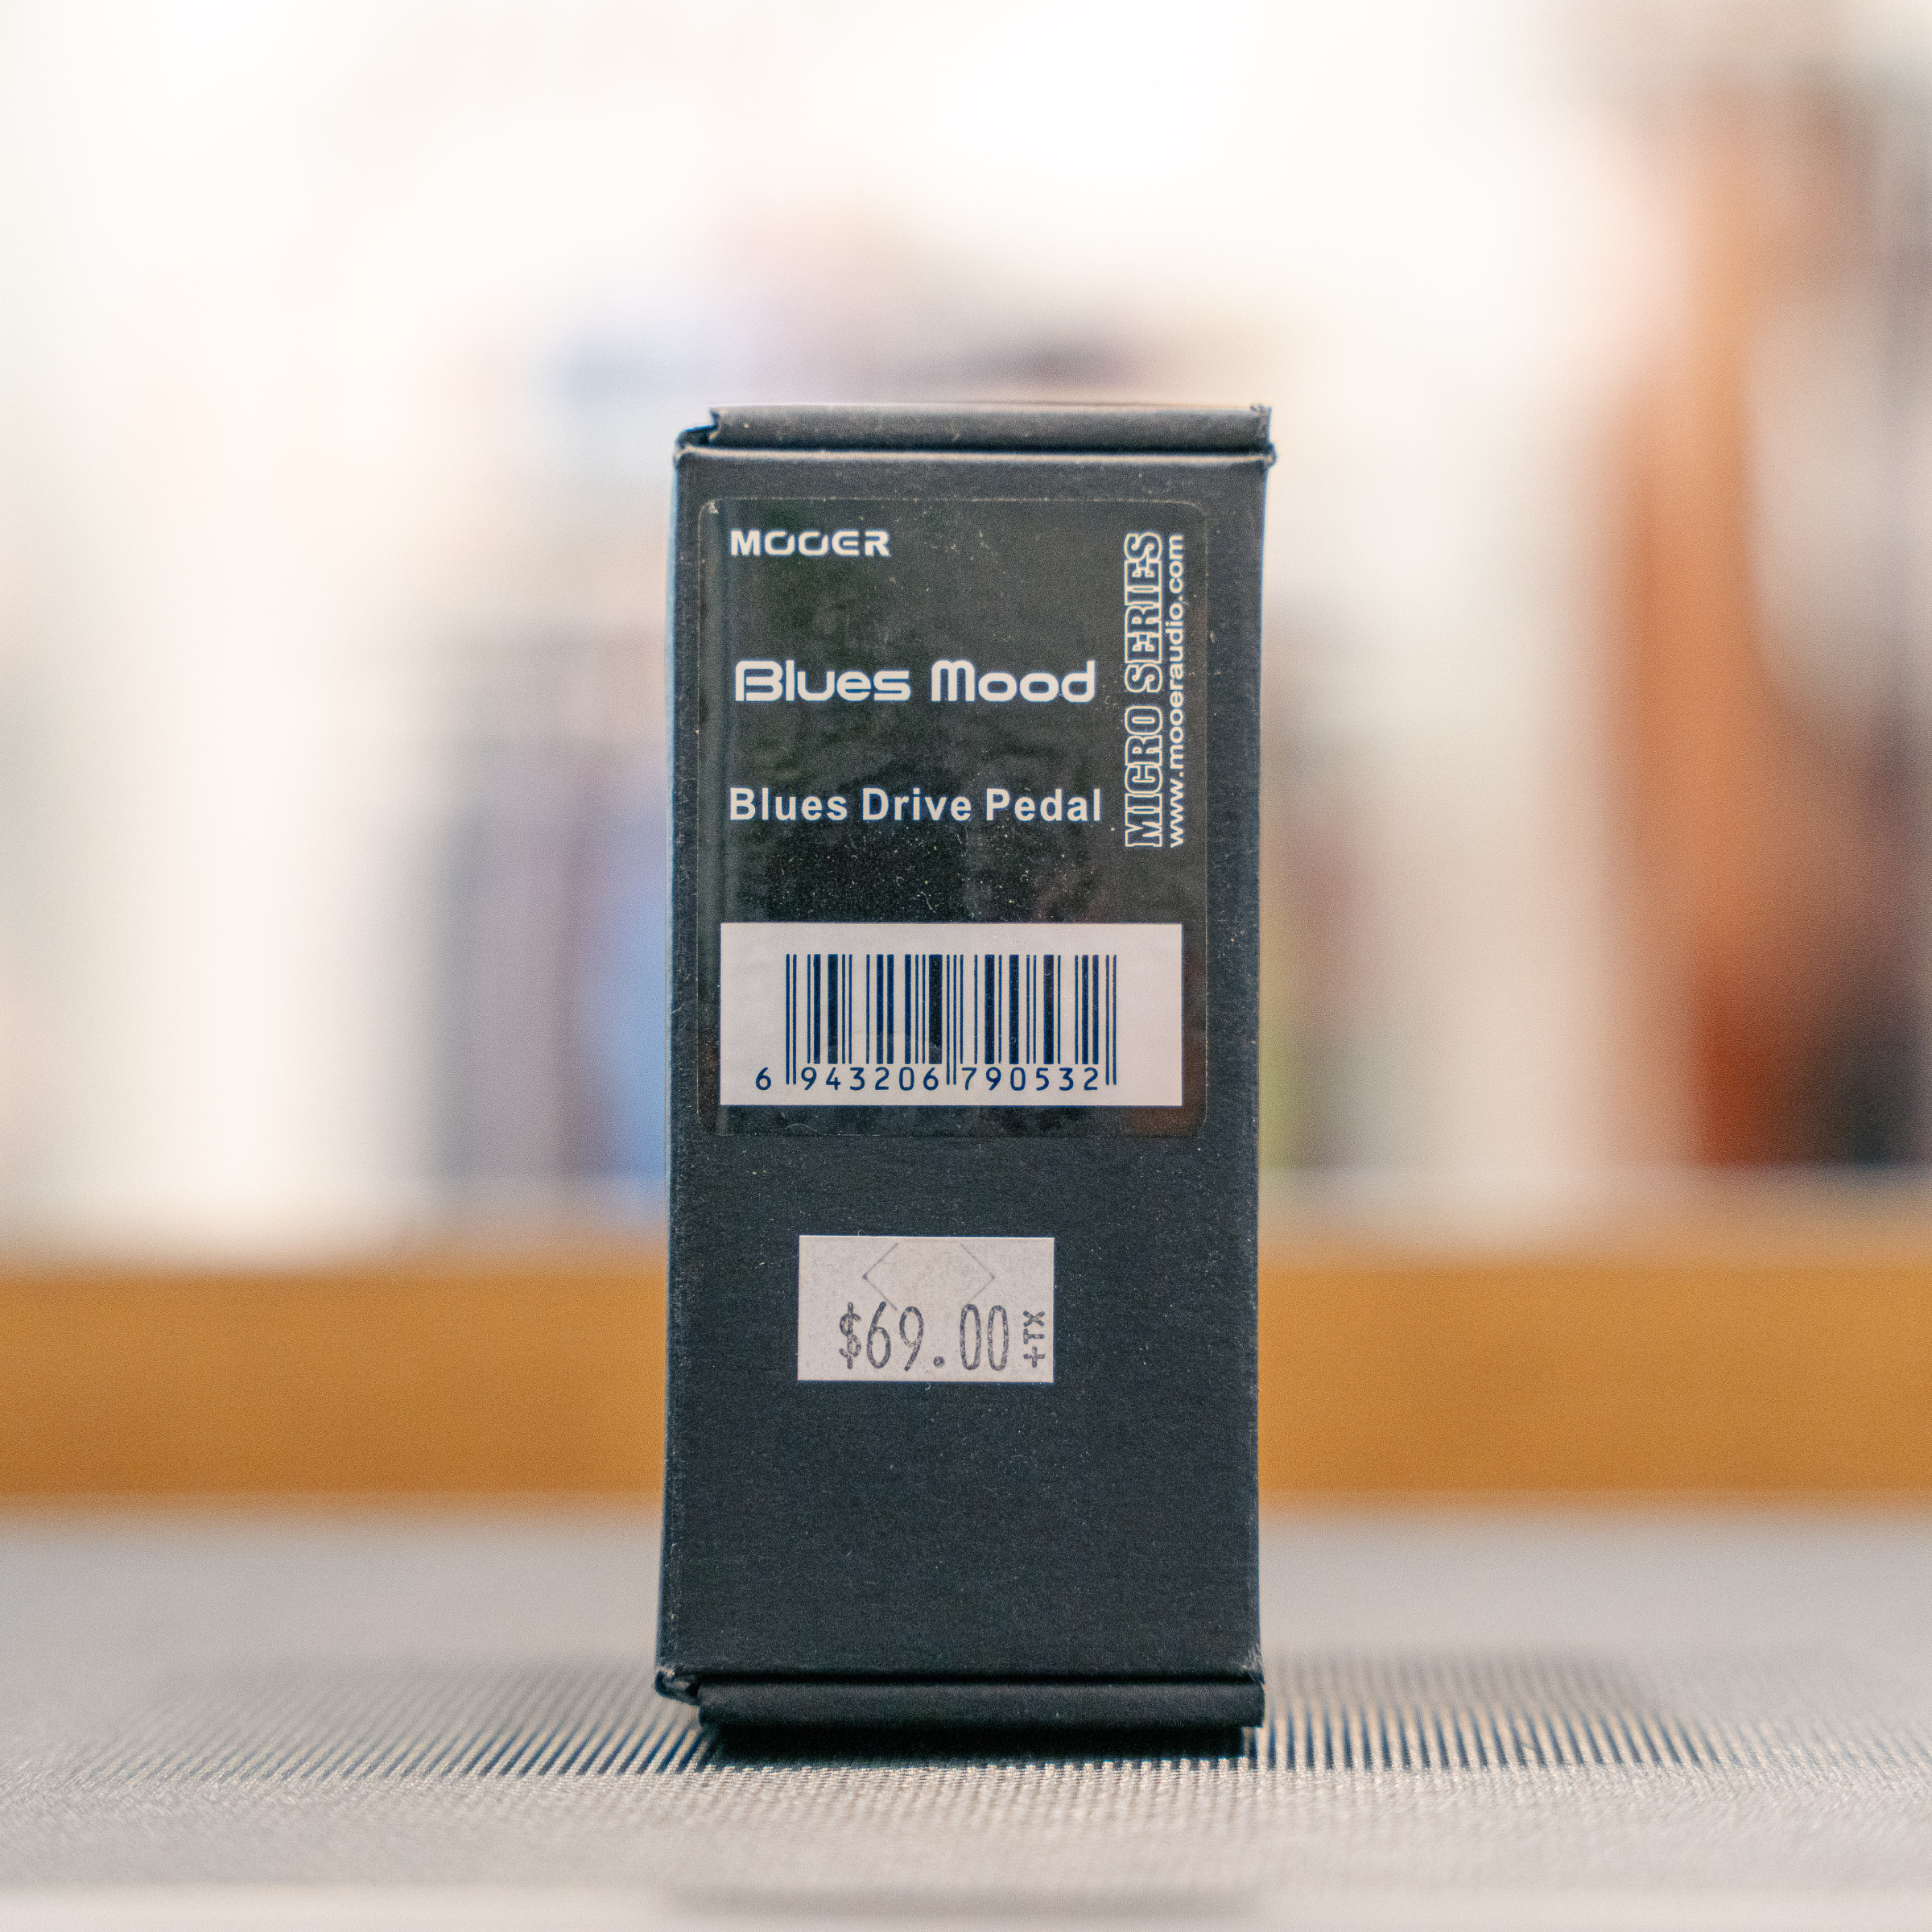 MOOER
Blues Mood
Blues Drive Pedal
MICRO SERIES
www.mooeraudio.com
6 943206 790532
$69.00 +TX